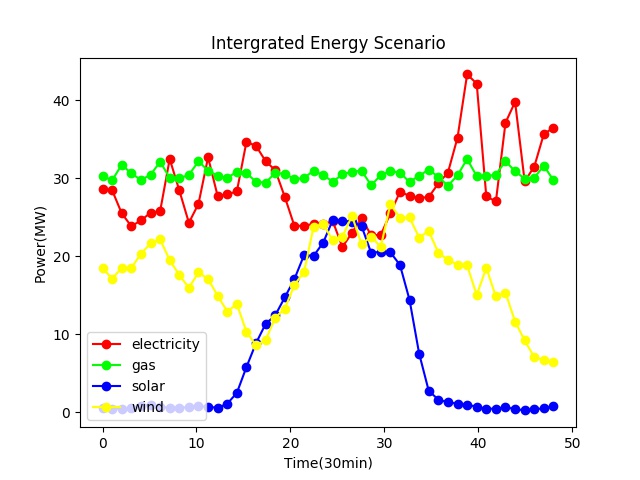 Intergrated Energy Scenario
Power(MW)
40
30
20
10
0
electricity
gas
solar
wind
0 10 20 30 40 50
Time(30min)